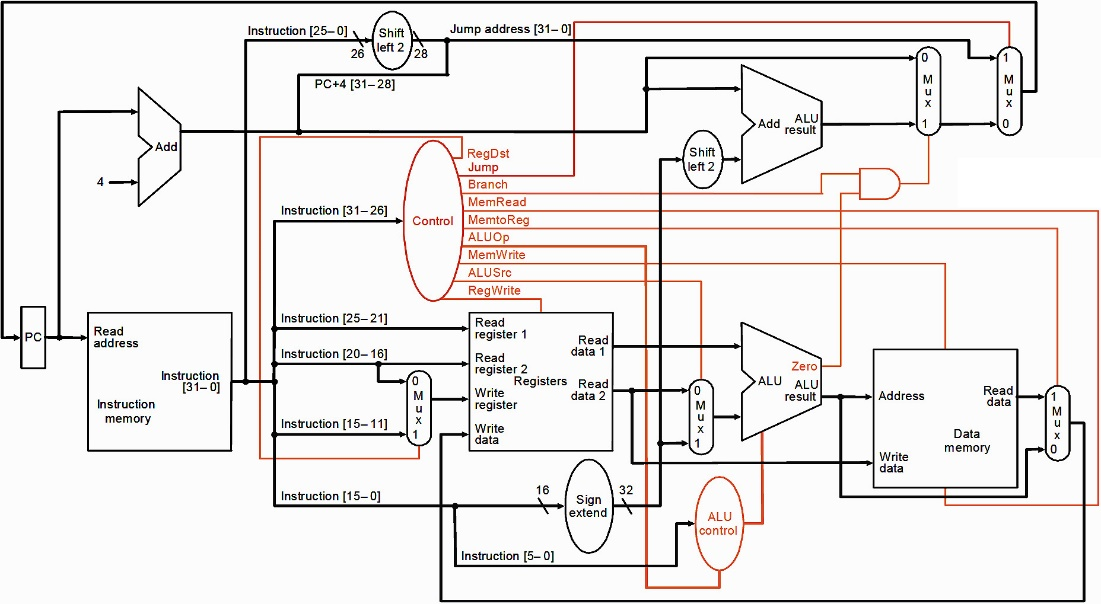 Instruction [25–0]
26
Shift
left 2
28
Jump address [31–0]
PC+4 [31–28]
0
M
u
x
1
1
M
u
x
0
Add
4
Add
ALU
result
Shift
left 2
RegDst
Jump
Branch
MemRead
MemtoReg
ALUOp
MemWrite
ALUSrc
RegWrite
Control
Instruction [31–26]
PC
Read
address
Instruction
[31–0]
Instruction
memory
Instruction [25–21]
Instruction [20–16]
Instruction [15–11]
0
M
u
x
1
Read
register 1
Read
register 2
Write
register
Write
data
Registers
Read
data 1
Read
data 2
0
M
u
x
1
Zero
ALU
ALU
result
Address
Read
data
Data
memory
Write
data
1
M
u
x
0
Instruction [15–0]
16
Sign
extend
32
ALU
control
Instruction [5–0]